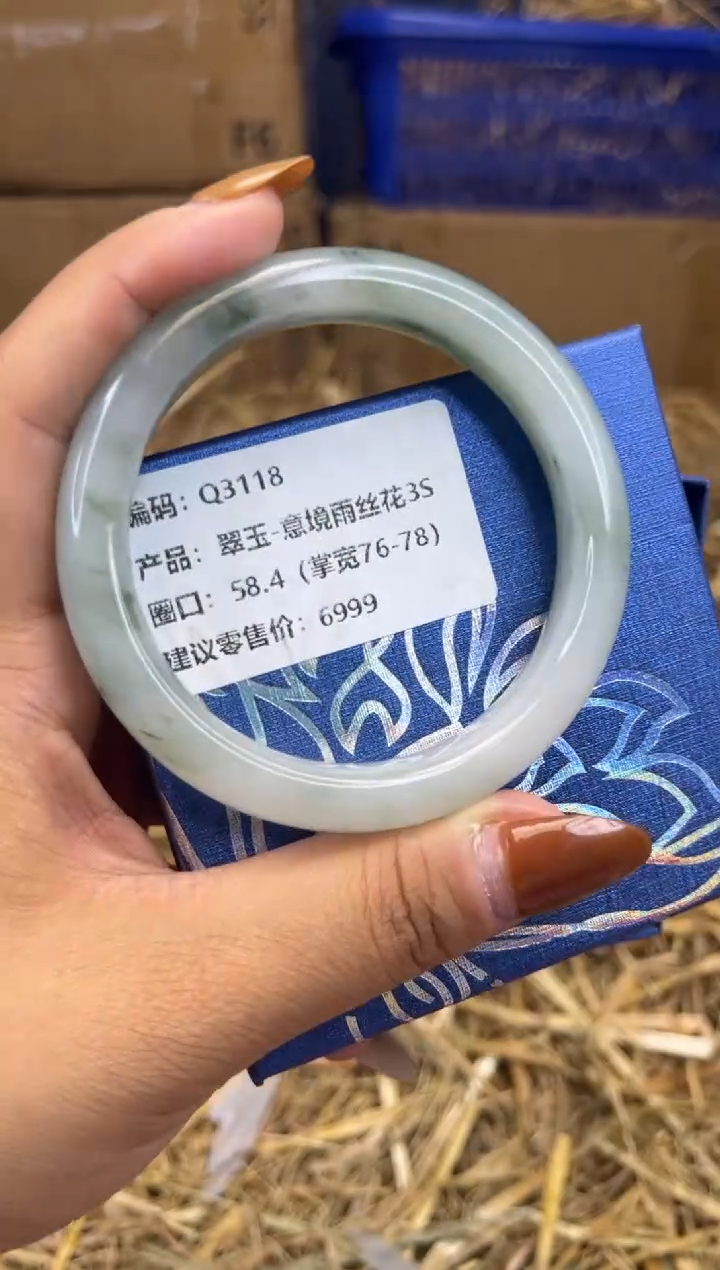 编码：Q3118
产品：翠玉-意境雨丝花3S
圈口：58.4（掌宽76-78）
建议零售价：6999